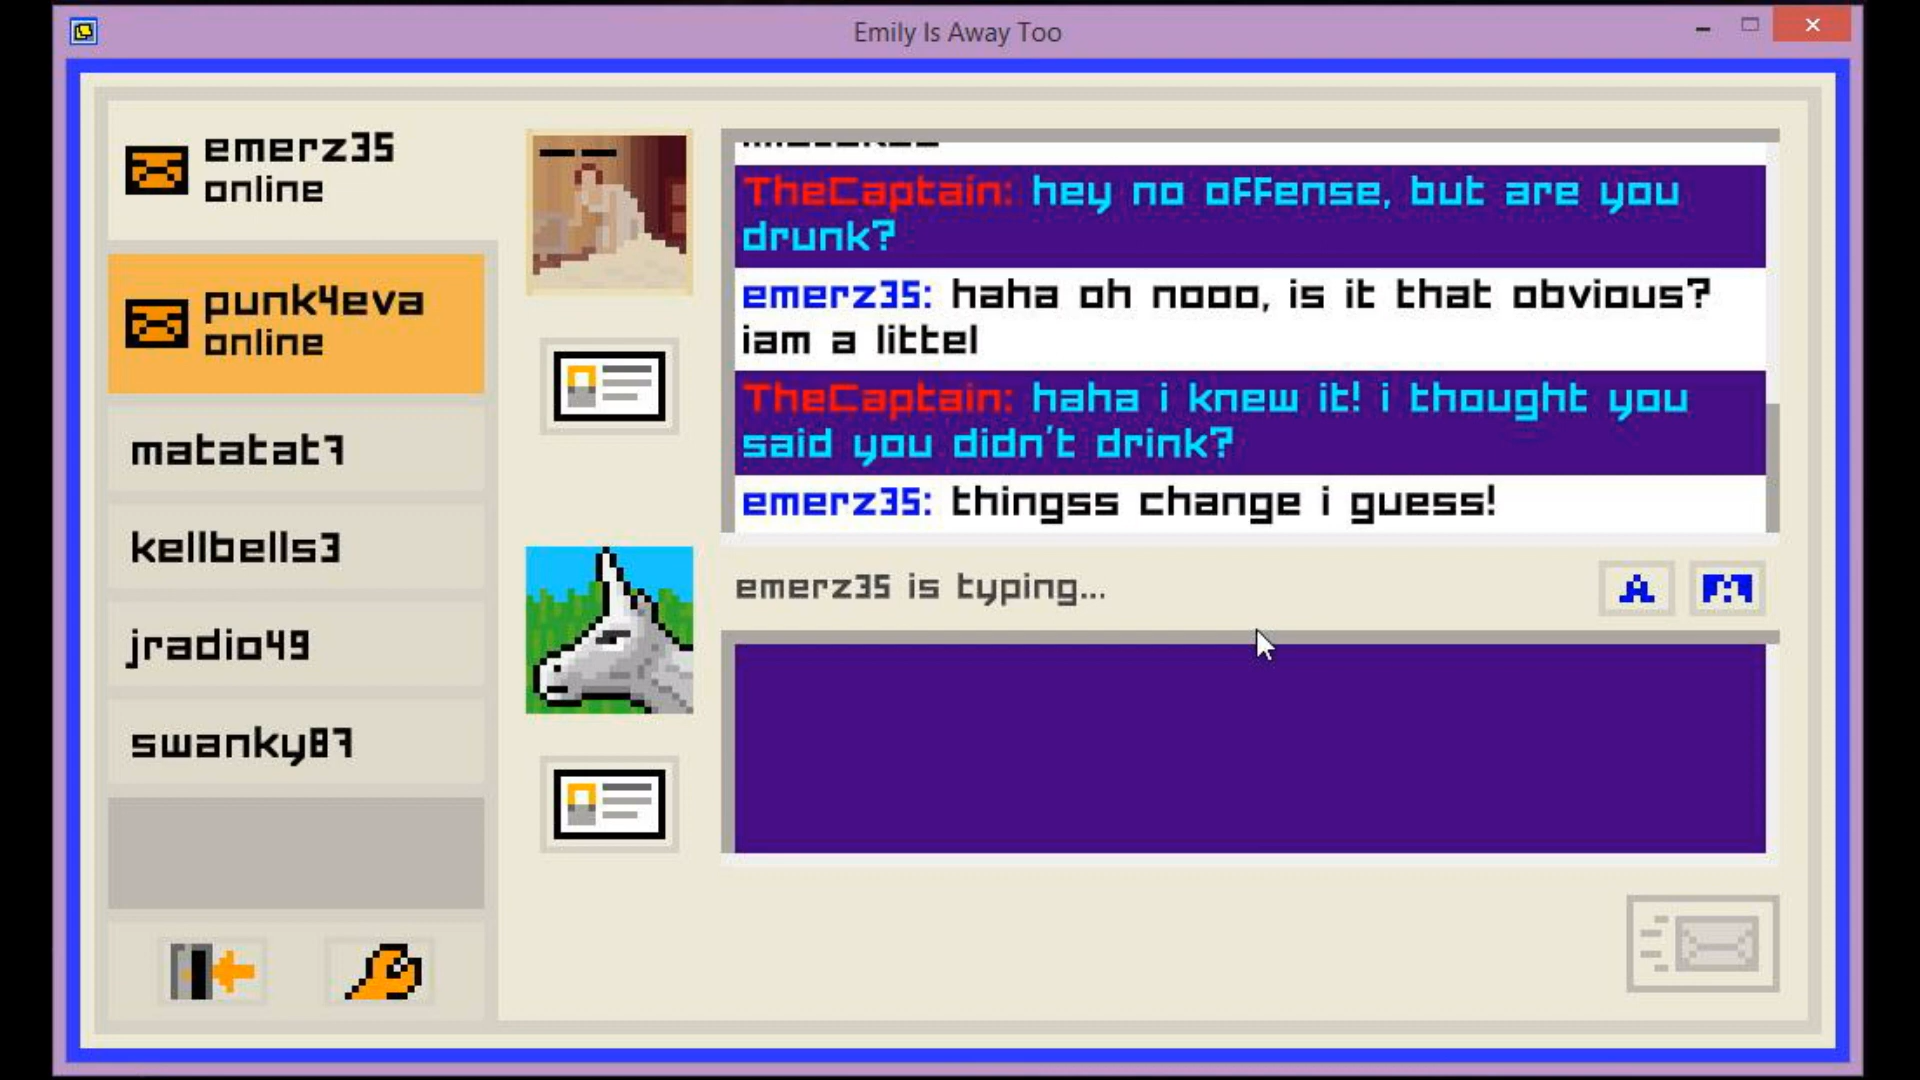 Emily Is Away Too
emerz35
online
punk4eva
online
matatat7
kellbells3
jradio49
swanky87
TheCaptain: hey no offense, but are you
drunk?
emerz35: haha oh nooo, is it that obvious?
iam a littel
TheCaptain: haha i knew it! i thought you
said you didn't drink?
emerz35: thingss change i guess!
emerz35 is typing...
A